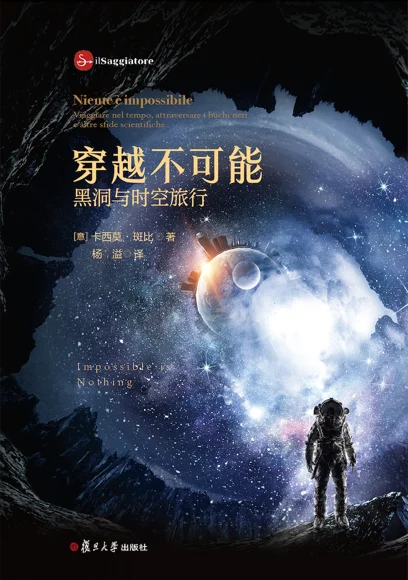 ilSaggiatore
Niente è impossibile
Viaggiare nel tempo, attraversare i buchi neri
e altre sfide scientifiche
穿越不可能
黑洞与时空旅行
[意] 卡西莫·斑比 著
杨 溢 译
Impossible is
Nothing
复旦大学出版社